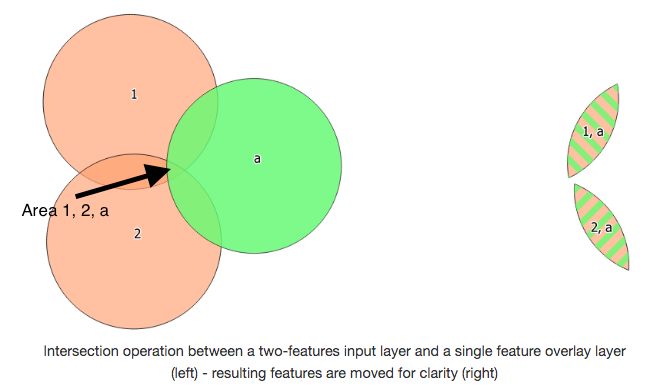 1
a
1, a
Area 1, 2, a
2
2, a
Intersection operation between a two-features input layer and a single feature overlay layer
(left) - resulting features are moved for clarity (right)